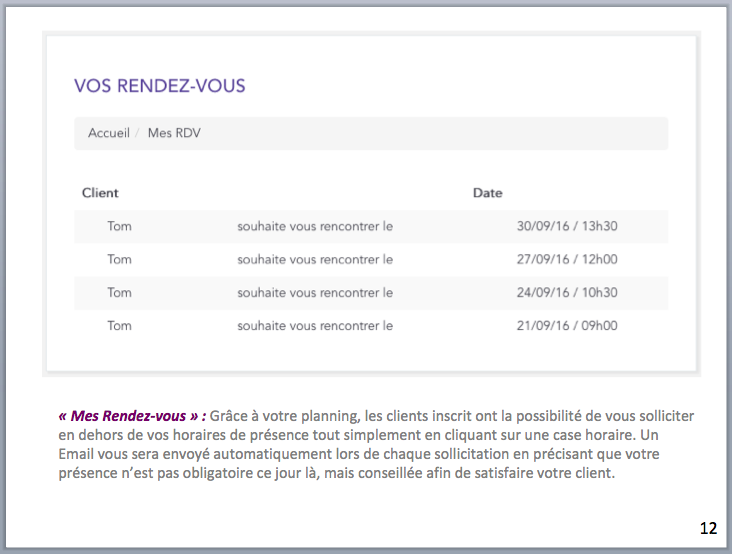 VOS RENDEZ-VOUS
Accueil / Mes RDV
Client Date
Tom souhaite vous rencontrer le 30/09/16 / 13h30
Tom souhaite vous rencontrer le 27/09/16 / 12h00
Tom souhaite vous rencontrer le 24/09/16 / 10h30
Tom souhaite vous rencontrer le 21/09/16 / 09h00
« Mes Rendez-vous » : Grâce à votre planning, les clients inscrit ont la possibilité de vous solliciter
en dehors de vos horaires de présence tout simplement en cliquant sur une case horaire. Un
Email vous sera envoyé automatiquement lors de chaque sollicitation en précisant que votre
présence n’est pas obligatoire ce jour là, mais conseillée afin de satisfaire votre client.
12